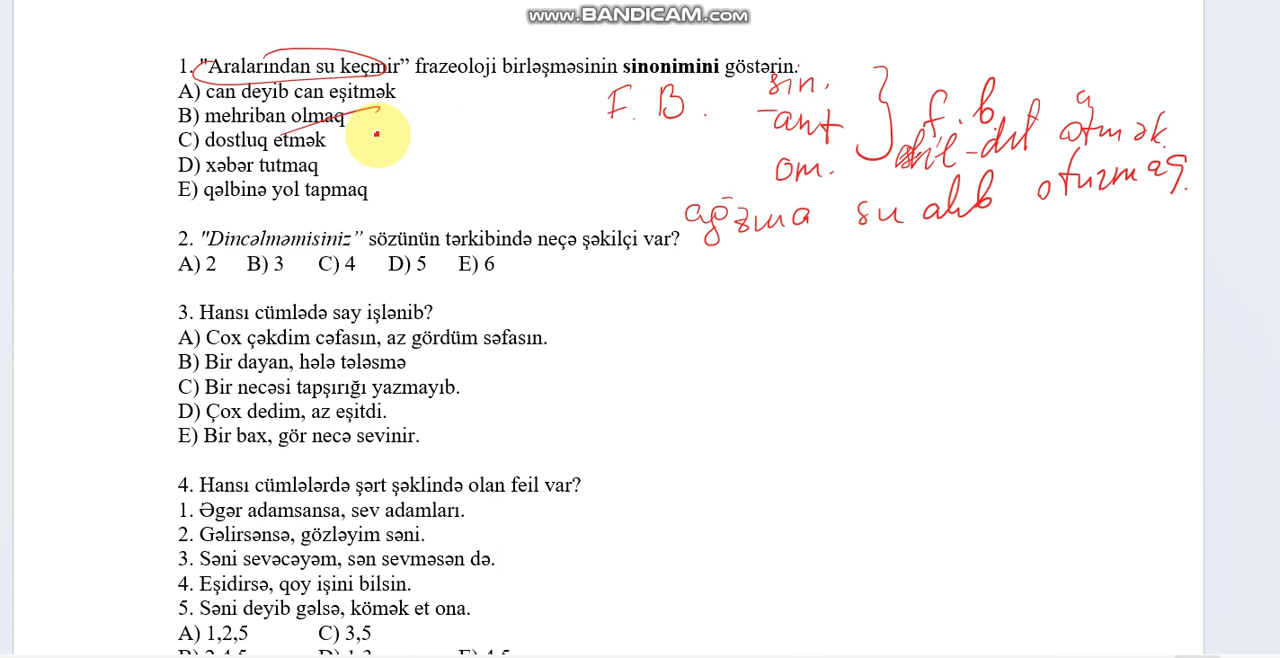 www.BANDICAM.com
1. "Aralarından su keçmir” frazeoloji birləşməsinin sinonimini göstərin.
A) can deyib can eşitmək
B) mehriban olmaq
C) dostluq etmək
D) xəbər tutmaq
E) qəlbinə yol tapmaq
F. B. sin.
ant
om.
f. b
dil-dil ötmək
ağzına su alıb oturmaq.
2. "Dincəlməmisiniz” sözünün tərkibində neçə şəkilçi var?
A) 2 B) 3 C) 4 D) 5 E) 6
3. Hansı cümlədə say işlənib?
A) Cox çəkdim cəfasın, az gördüm səfasın.
B) Bir dayan, hələ tələsmə
C) Bir necəsi tapşırığı yazmayıb.
D) Çox dedim, az eşitdi.
E) Bir bax, gör necə sevinir.
4. Hansı cümlələrdə şərt şəklində olan feil var?
1. Əgər adamsansa, sev adamları.
2. Gəlirsənsə, gözləyim səni.
3. Səni sevəcəyəm, sən sevməsən də.
4. Eşidirsə, qoy işini bilsin.
5. Səni deyib gəlsə, kömək et ona.
A) 1,2,5 C) 3,5